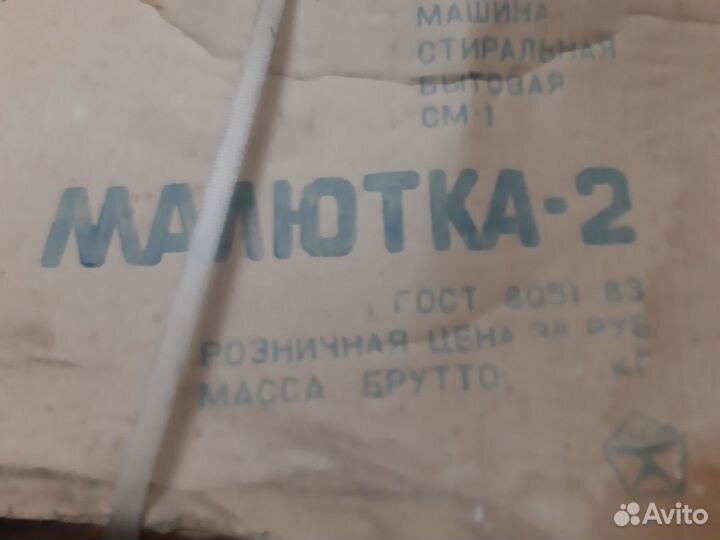 МАШИНА
СТИРАЛЬНАЯ
БЫТОВАЯ
СМ-1
МАЛЮТКА-2
ГОСТ 8051 83
РОЗНИЧНАЯ ЦЕНА РУБ
МАССА БРУТТО КГ
Avito